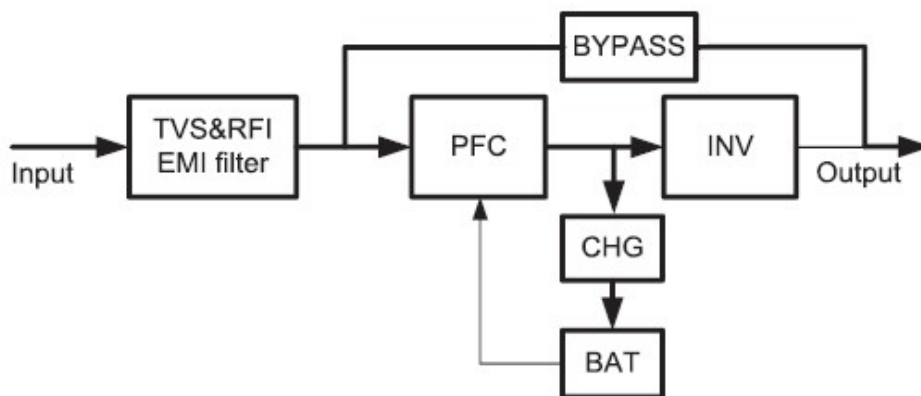 BYPASS
TVS&RFI
EMI filter
PFC
INV
Input
Output
CHG
BAT